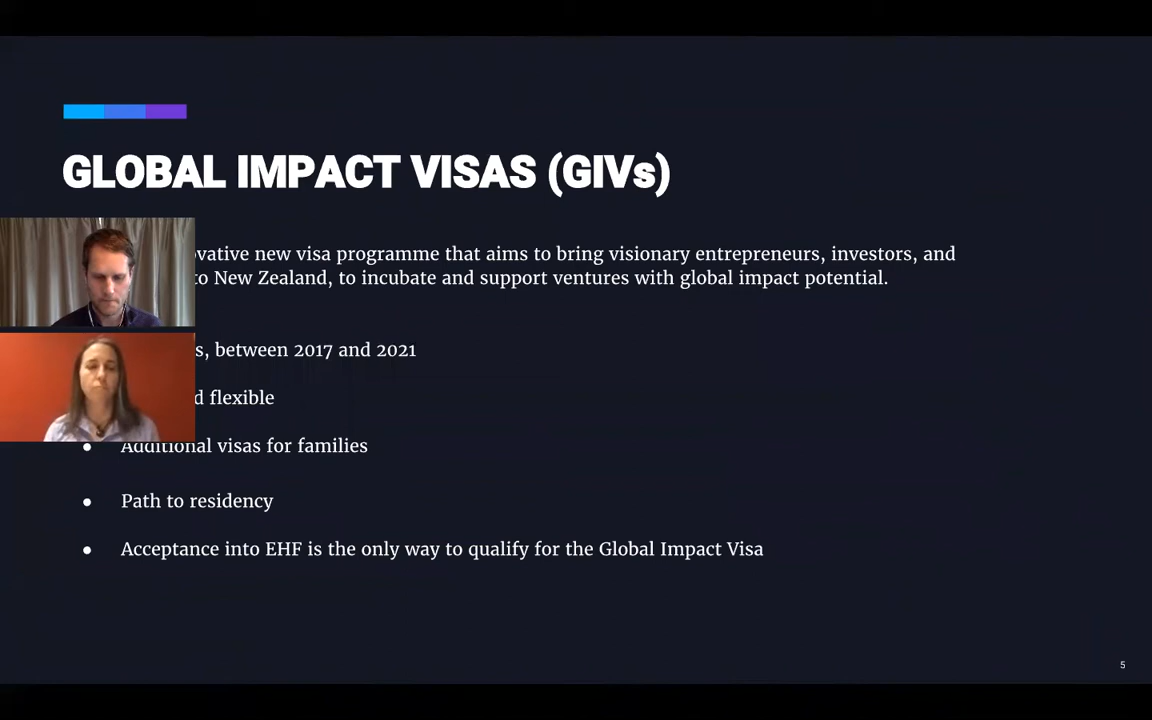 GLOBAL IMPACT VISAS (GIVs)
new visa programme that aims to bring visionary entrepreneurs, investors, and
to New Zealand, to incubate and support ventures with global impact potential.
between 2017 and 2021
flexible
● Additional visas for families
● Path to residency
● Acceptance into EHF is the only way to qualify for the Global Impact Visa
5